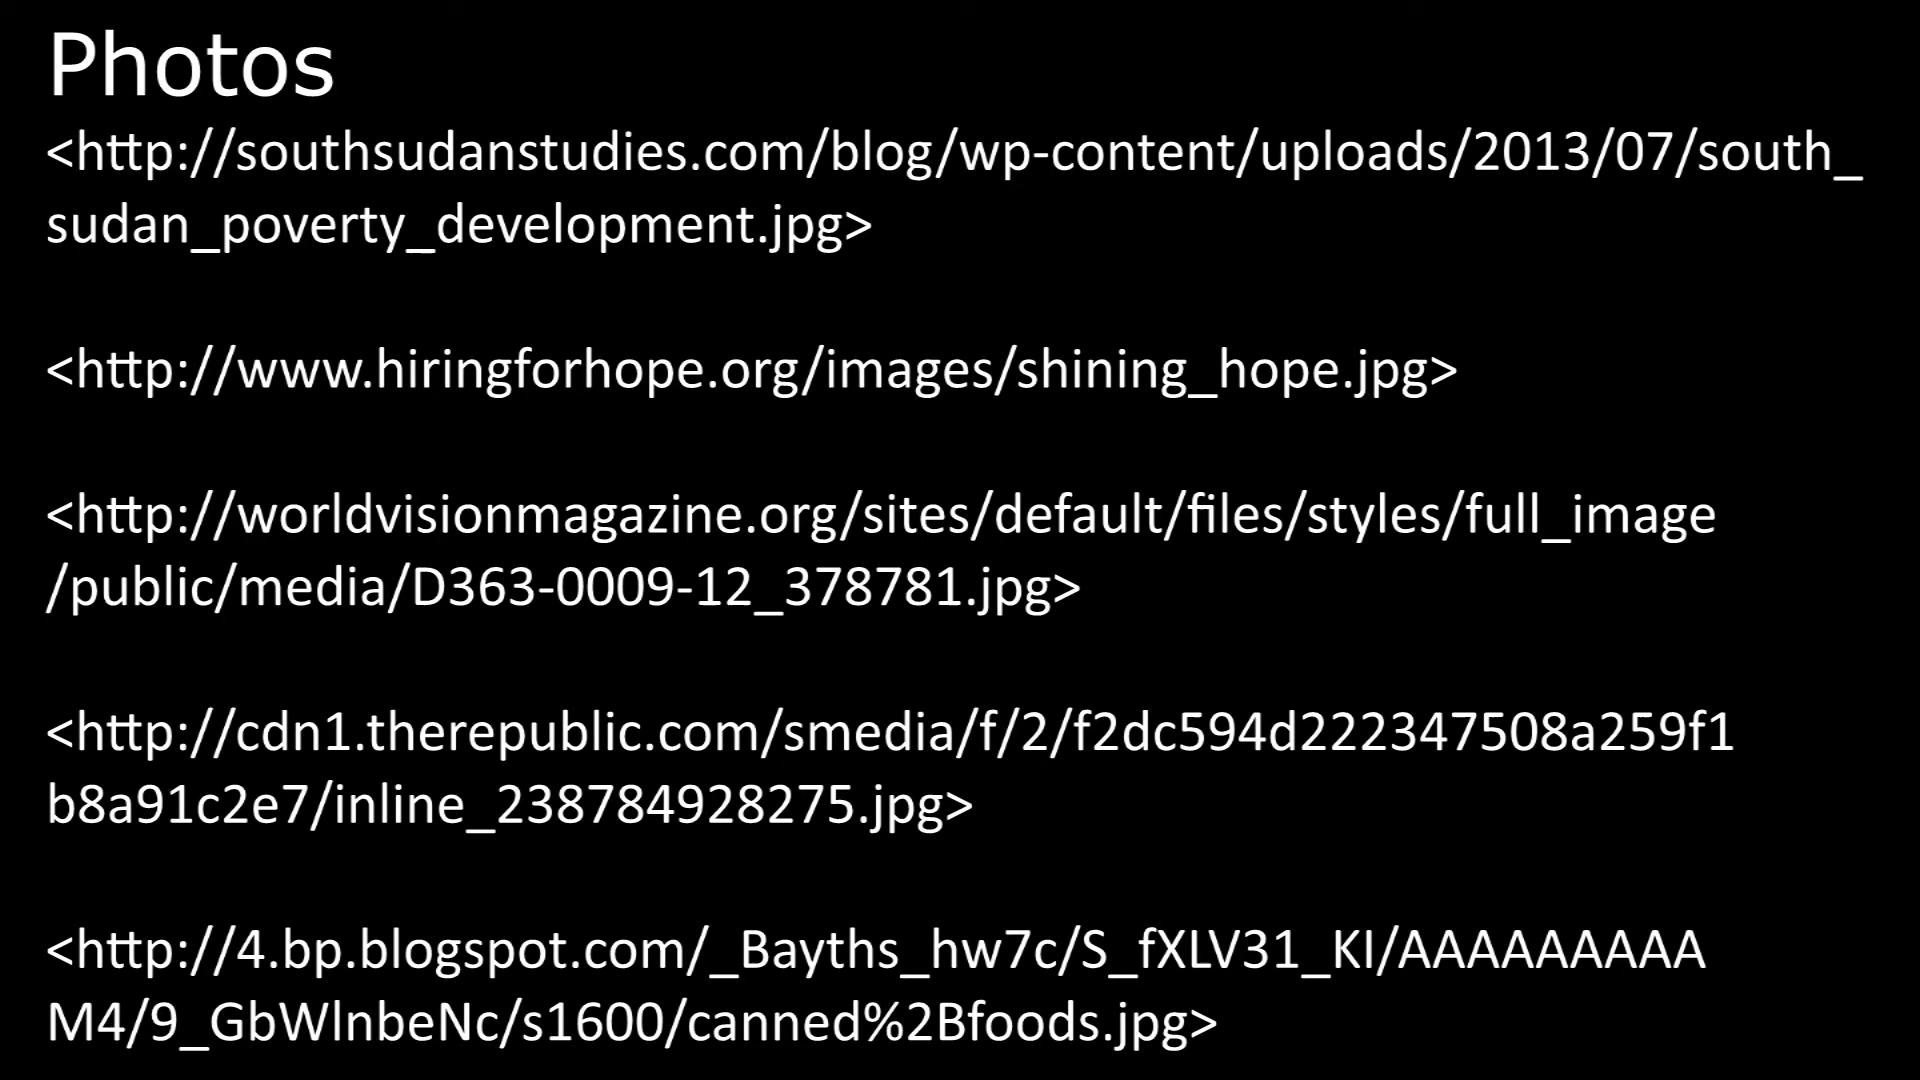 Photos
<http://southsudanstudies.com/blog/wp-content/uploads/2013/07/south_
sudan_poverty_development.jpg>
<http://www.hiringforhope.org/images/shining_hope.jpg>
<http://worldvisionmagazine.org/sites/default/files/styles/full_image
/public/media/D363-0009-12_378781.jpg>
<http://cdn1.therepublic.com/smedia/f/2/f2dc594d222347508a259f1
b8a91c2e7/inline_238784928275.jpg>
<http://4.bp.blogspot.com/_Bayths_hw7c/S_fXLV31_KI/AAAAAAAAA
M4/9_GbWlnbeNc/s1600/canned%2Bfoods.jpg>